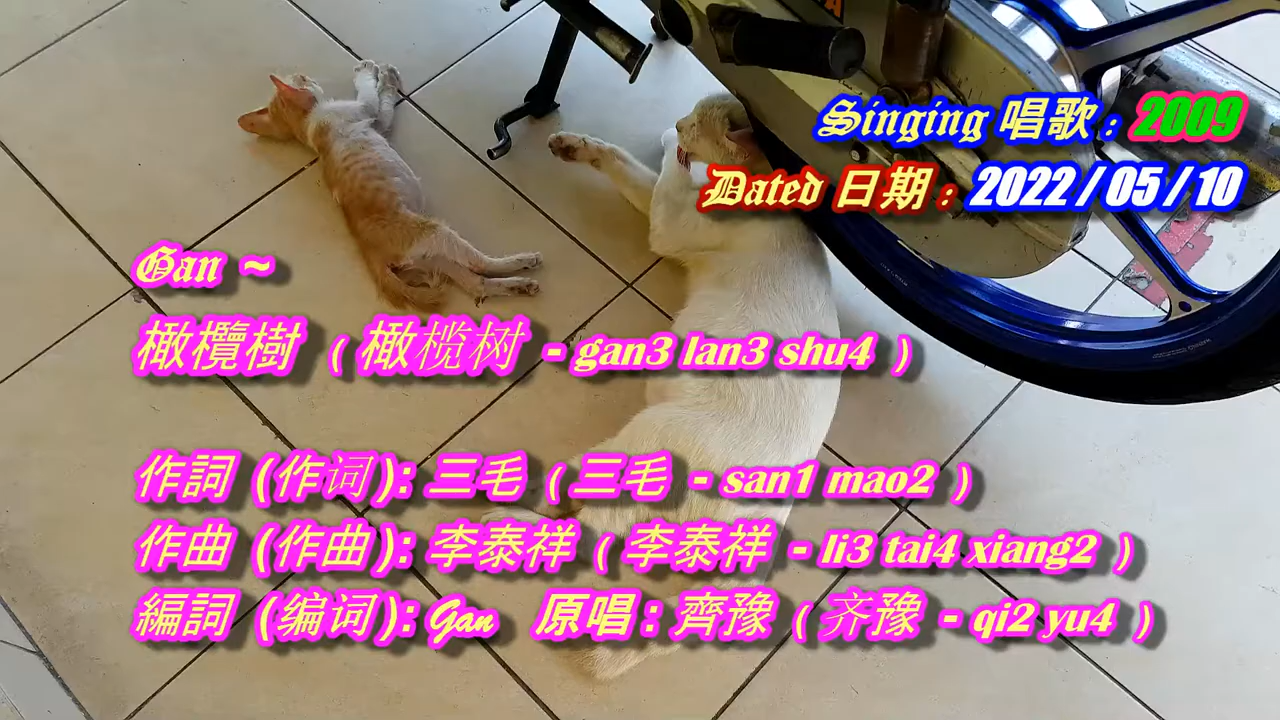 Singing 唱歌 : 2009
Dated 日期 : 2022 / 05 / 10
Gan ~
橄欖樹 ( 橄榄树 - gan3 lan3 shu4 )
作詞 (作词): 三毛 ( 三毛 - san1 mao2 )
作曲 (作曲): 李泰祥 ( 李泰祥 - li3 tai4 xiang2 )
編詞 (编词): Gan 原唱 : 齊豫 ( 齐豫 - qi2 yu4 )